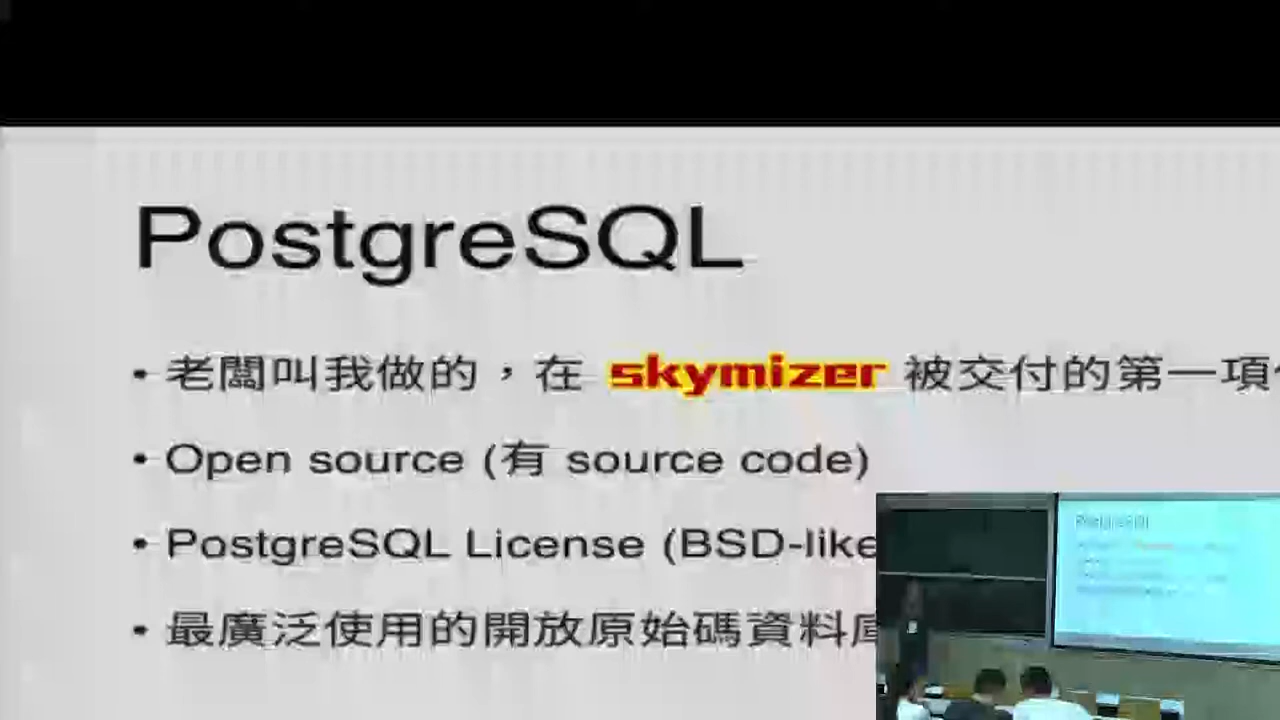 PostgreSQL
• 老闆叫我做的，在 skymizer 被交付的第一項
• Open source (有 source code)
• PostgreSQL License (BSD-like
• 最廣泛使用的開放原始碼資料庫